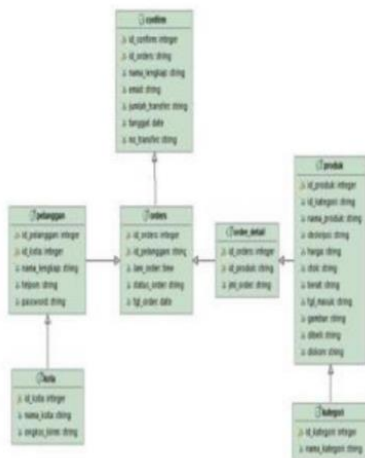 confirm
id_confirm integer
id_orders string
nama_lengkap string
email string
jumlah_transfer string
tanggal date
no_transfer string
pelanggan
id_pelanggan integer
id_kota integer
nama_lengkap string
telpon string
password string
orders
id_orders integer
id_pelanggan string
jam_order time
status_order string
tgl_order date
order_detail
id_orders integer
id_produk string
jml_order string
produk
id_produk integer
id_kategori string
nama_produk string
deskripsi string
harga string
stok string
berat string
tgl_masuk string
gambar string
dibeli string
diskon string
kota
id_kota integer
nama_kota string
ongkos_kirim string
kategori
id_kategori integer
nama_kategori string